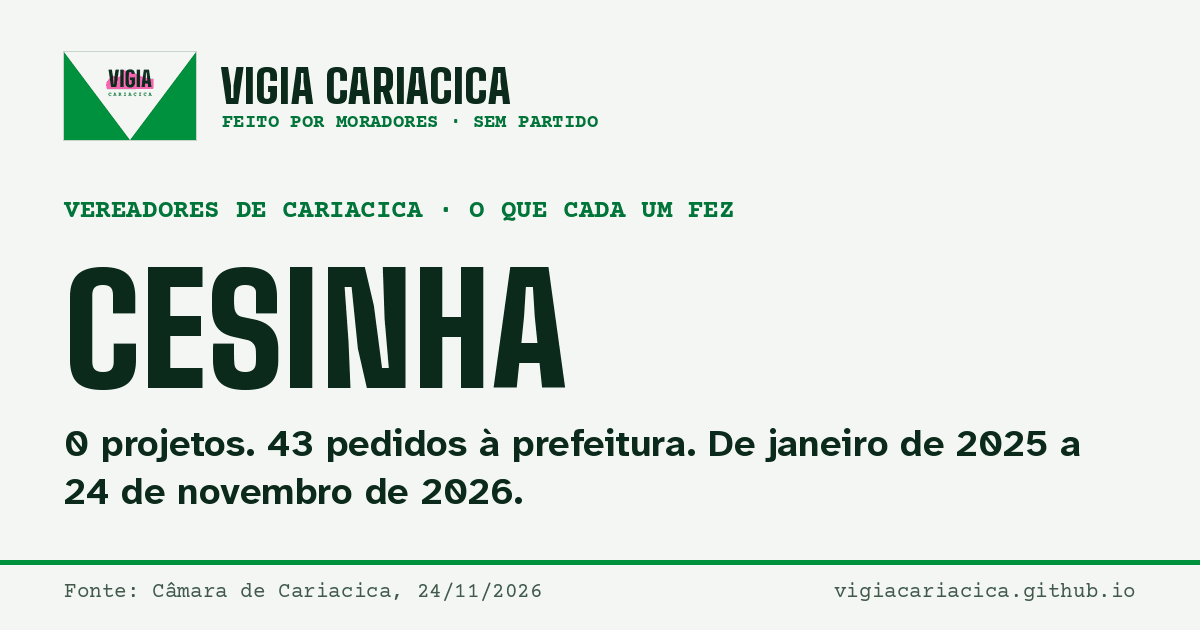 VIGIA
CARIACICA
VIGIA CARIACICA
FEITO POR MORADORES · SEM PARTIDO
VEREADORES DE CARIACICA · O QUE CADA UM FEZ
CESINHA
0 projetos. 43 pedidos à prefeitura. De janeiro de 2025 a
24 de novembro de 2026.
Fonte: Câmara de Cariacica, 24/11/2026
vigiacariacica.github.io